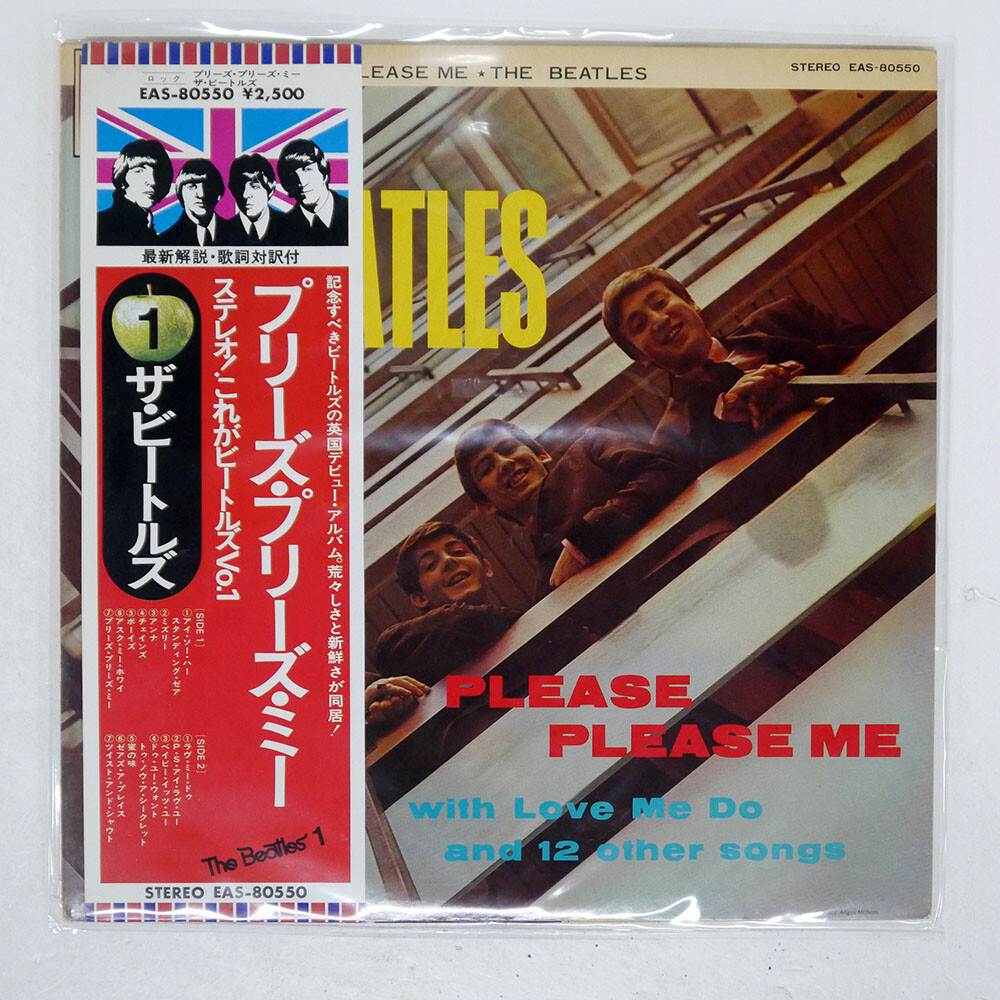 ロック
プリーズ・プリーズ・ミー
ザ・ビートルズ
EAS-80550 ¥2,500
最新解説・歌詞対訳付
記念すべきビートルズの英国デビュー・アルバム。荒々しさと新鮮さが同居!
プリーズ・プリーズ・ミー
ステレオ!これがビートルズVo.1
1
ザ・ビートルズ
[SIDE 1]
①アイ・ソー・ハー
スタンディング・ゼア
②ミズリー
③アンナ
④チェインズ
⑤ボーイズ
⑥アスク・ミー・ホワイ
⑦プリーズ・プリーズ・ミー
[SIDE 2]
①ラヴ・ミー・ドゥ
②P・S・アイ・ラヴ・ユー
③ベイビー・イッツ・ユー
④ドゥ・ユー・ウォント
トゥ・ノウ・ア・シークレット
⑤蜜の味
⑥ゼアズ・ア・プレイス
⑦ツイスト・アンド・シャウト
The Beatles 1
STEREO EAS-80550
LEASE ME ★ THE BEATLES
STEREO EAS-80550
ATLES
PLEASE
PLEASE ME
with Love Me Do
and 12 other songs